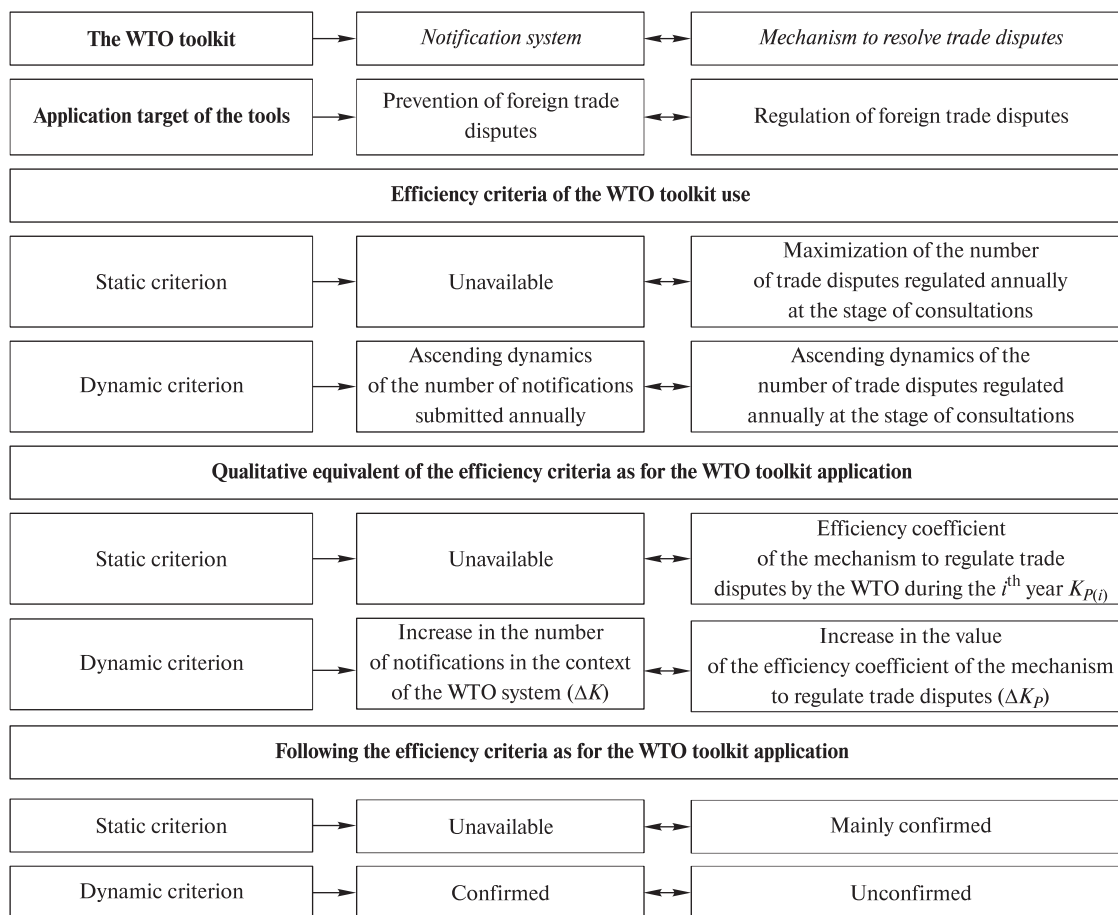 The WTO toolkit
Notification system
Mechanism to resolve trade disputes
Application target of the tools
Prevention of foreign trade
disputes
Regulation of foreign trade disputes
Efficiency criteria of the WTO toolkit use
Static criterion
Unavailable
Maximization of the number
of trade disputes regulated annually
at the stage of consultations
Dynamic criterion
Ascending dynamics
of the number of notifications
submitted annually
Ascending dynamics of the
number of trade disputes regulated
annually at the stage of consultations
Qualitative equivalent of the efficiency criteria as for the WTO toolkit application
Static criterion
Unavailable
Efficiency coefficient
of the mechanism to regulate trade
disputes by the WTO during the i^th year K_P(i)
Dynamic criterion
Increase in the number
of notifications in the context
of the WTO system (ΔK)
Increase in the value
of the efficiency coefficient of the mechanism
to regulate trade disputes (ΔK_P)
Following the efficiency criteria as for the WTO toolkit application
Static criterion
Unavailable
Mainly confirmed
Dynamic criterion
Confirmed
Unconfirmed